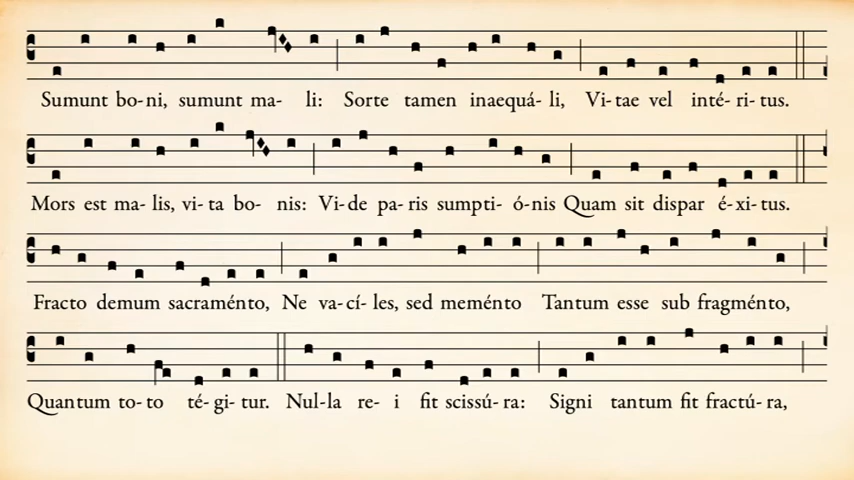 Sumunt bo-ni, sumunt ma- li: Sorte tamen inaequá-li, Vi-tae vel inté-ri-tus.
Mors est ma-lis, vi-ta bo- nis: Vi-de pa-ris sumpti-ó-nis Quam sit dispar é-xi-tus.
Fracto demum sacraménto, Ne va-cí-les, sed meménto Tantum esse sub fragménto,
Quantum to-to té-gi-tur. Nul-la re-i fit scissú-ra: Signi tantum fit fractú-ra,